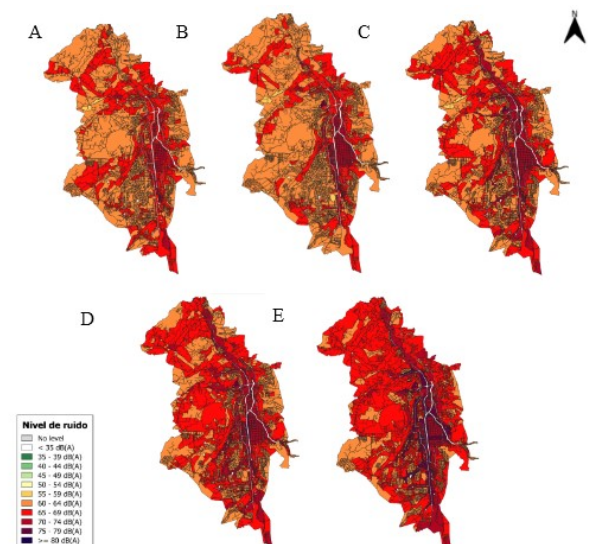 N
A
B
C
D
E
Nivel de ruido
No level
< 35 dB(A)
35 - 39 dB(A)
40 - 44 dB(A)
45 - 49 dB(A)
50 - 54 dB(A)
55 - 59 dB(A)
60 - 64 dB(A)
65 - 69 dB(A)
70 - 74 dB(A)
75 - 79 dB(A)
>= 80 dB(A)